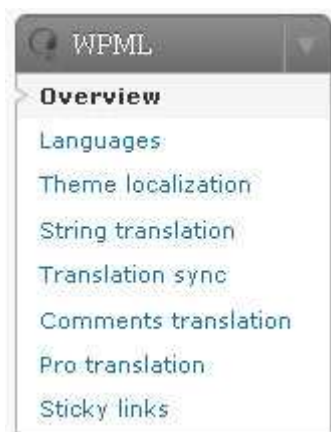 WPML
Overview
Languages
Theme localization
String translation
Translation sync
Comments translation
Pro translation
Sticky links